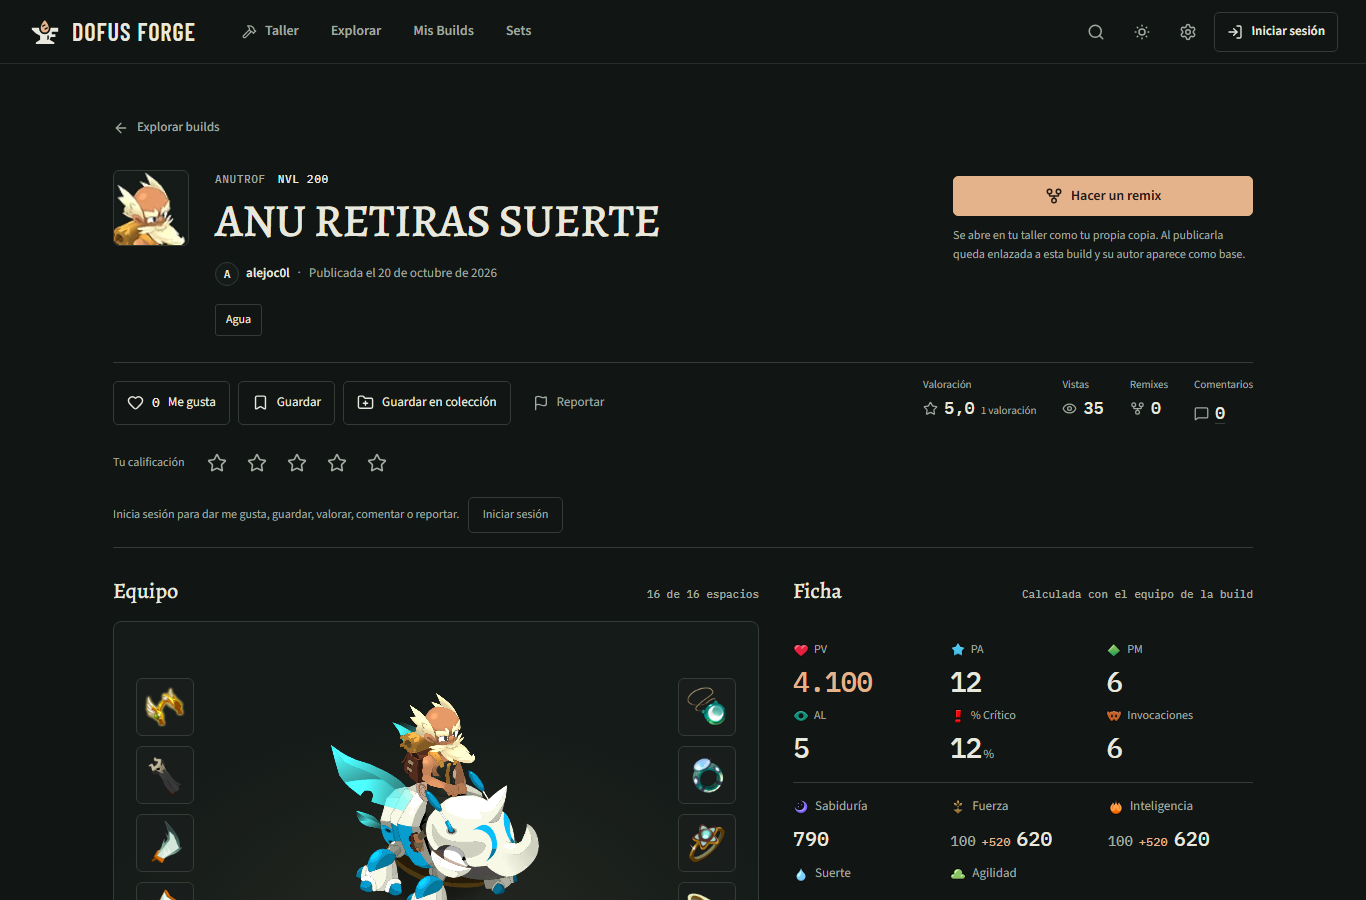 DOFUS FORGE
Taller
Explorar
Mis Builds
Sets
Iniciar sesión
Explorar builds
ANUTROF NVL 200
ANU RETIRAS SUERTE
A alejoc0l · Publicada el 20 de octubre de 2026
Agua
Hacer un remix
Se abre en tu taller como tu propia copia. Al publicarla
queda enlazada a esta build y su autor aparece como base.
0 Me gusta
Guardar
Guardar en colección
Reportar
Valoración
5,0 1 valoración
Vistas
35
Remixes
0
Comentarios
0
Tu calificación
Inicia sesión para dar me gusta, guardar, valorar, comentar o reportar.
Iniciar sesión
Equipo
16 de 16 espacios
Ficha
Calculada con el equipo de la build
PV
4.100
PA
12
PM
6
AL
5
% Crítico
12%
Invocaciones
6
Sabiduría
790
Fuerza
100 +520 620
Inteligencia
100 +520 620
Suerte
Agilidad